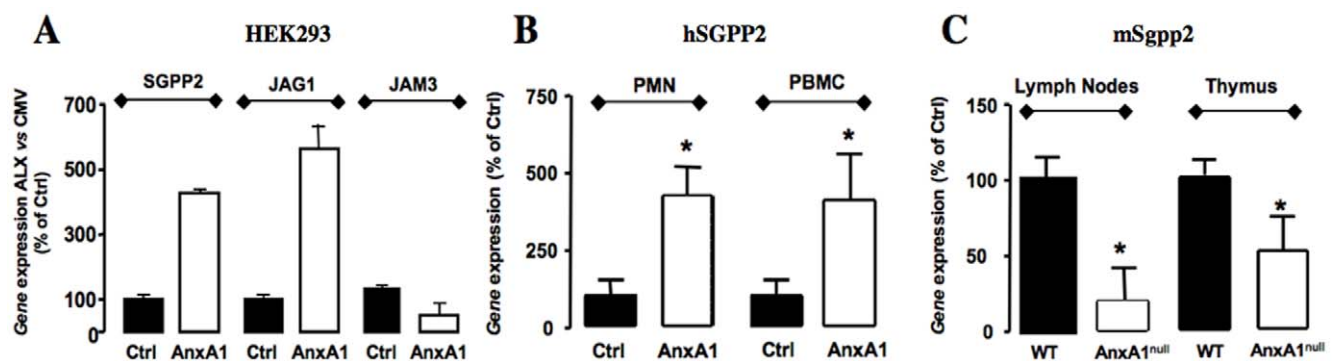 A
HEK293
SGPP2 JAG1 JAM3
Gene expression ALX vs CMV
(% of Ctrl)
700
500
300
100
0
Ctrl AnxA1 Ctrl AnxA1 Ctrl AnxA1
B
hSGPP2
PMN PBMC
Gene expression (% of Ctrl)
750
500
250
0
* *
Ctrl AnxA1 Ctrl AnxA1
C
mSgpp2
Lymph Nodes Thymus
Gene expression (% of Ctrl)
150
100
50
0
* *
WT AnxA1null WT AnxA1null